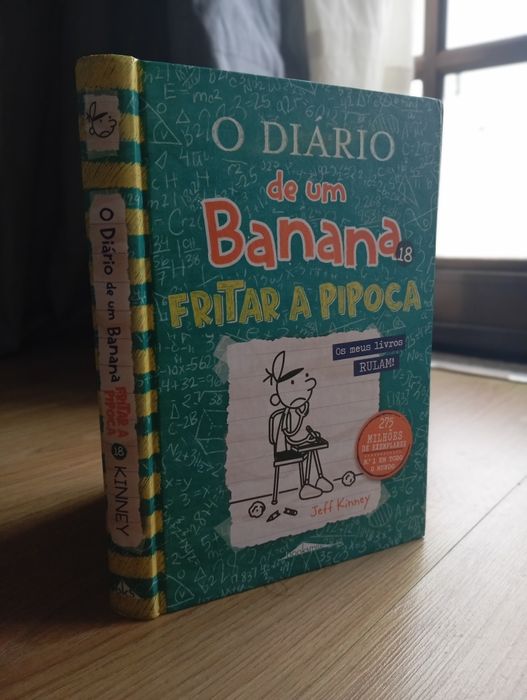 O DIÁRIO
de um
Banana
18
FRITAR A PIPOCA
Os meus livros
RULAM!
275
MILHÕES
DE EXEMPLARES
N.º 1 EM TODO
O MUNDO
Jeff Kinney
booksmile
O Diário de um Banana
FRITAR A
PIPOCA
18
KINNEY